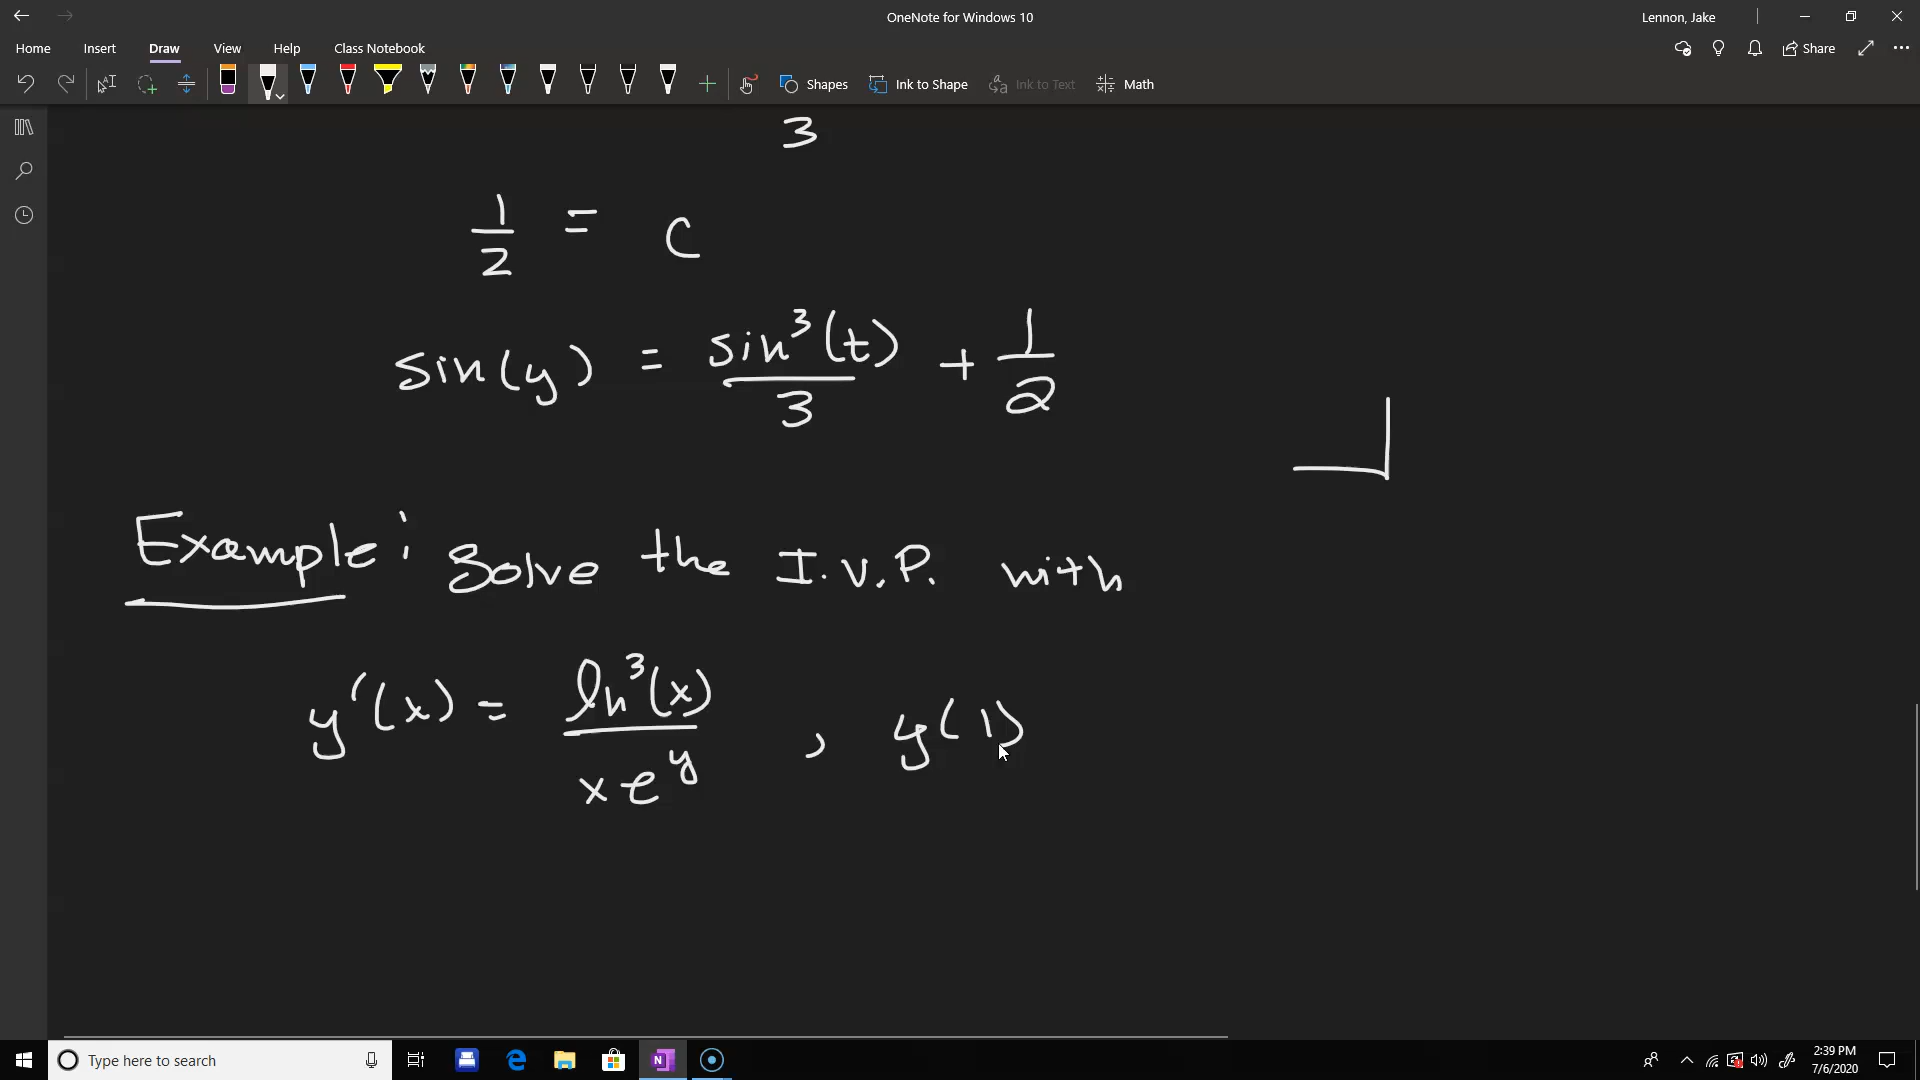 OneNote for Windows 10
Lennon, Jake
Home Insert Draw View Help Class Notebook
Share
Shapes Ink to Shape Ink to Text Math
3
1/2 = c
sin(y) = sin³(t)/3 + 1/2
Example: Solve the I.V.P. with
y'(x) = ln³(x)/xe^y , y(1)
Type here to search
2:39 PM
7/6/2020